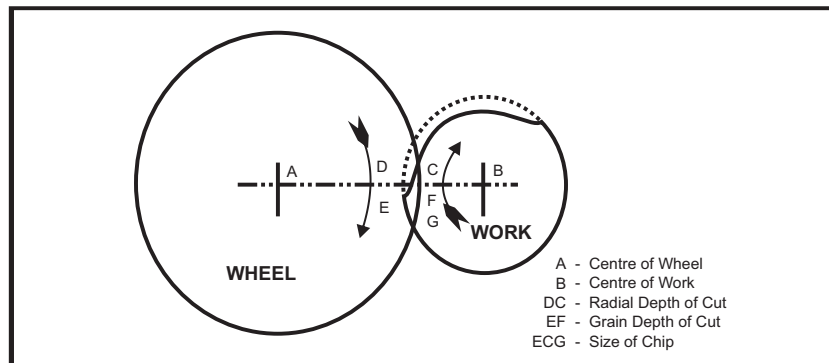 A
D
C
B
E
F
G
WORK
WHEEL
A - Centre of Wheel
B - Centre of Work
DC - Radial Depth of Cut
EF - Grain Depth of Cut
ECG - Size of Chip